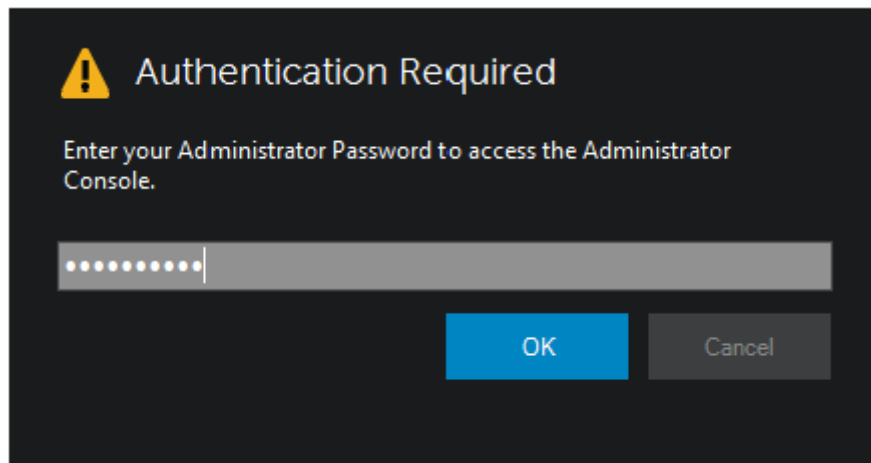 Authentication Required
Enter your Administrator Password to access the Administrator
Console.
••••••••••
OK
Cancel